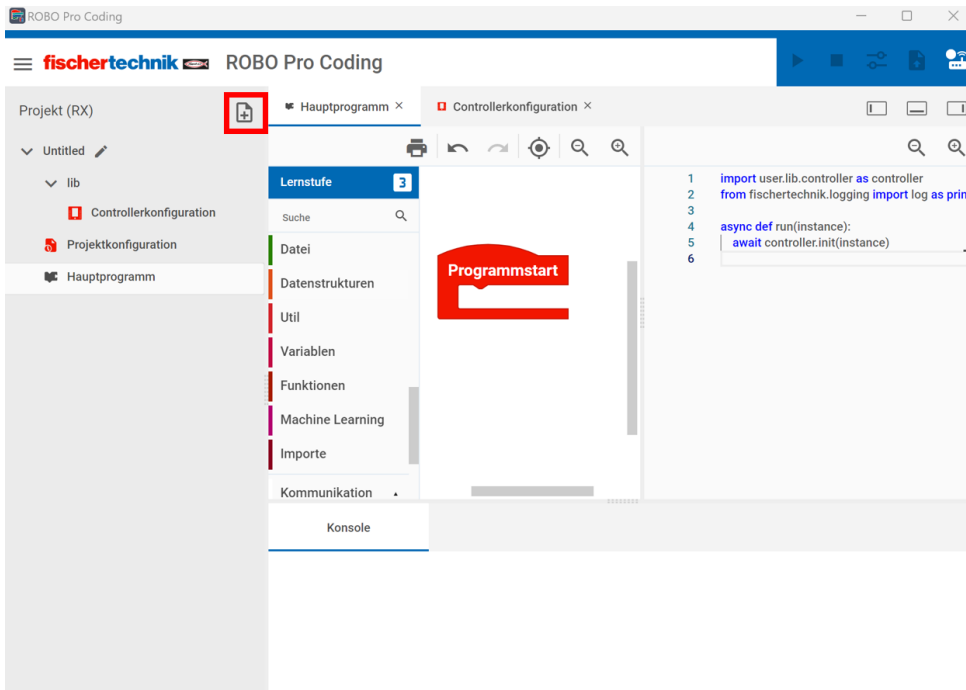 ROBO Pro Coding
fischertechnik ROBO Pro Coding
Projekt (RX)
Hauptprogramm ×
Controllerkonfiguration ×
Untitled
lib
Controllerkonfiguration
Projektkonfiguration
Hauptprogramm
Lernstufe 3
Suche
Datei
Datenstrukturen
Util
Variablen
Funktionen
Machine Learning
Importe
Kommunikation
Programmstart
1 import user.lib.controller as controller
2 from fischertechnik.logging import log as prin
3
4 async def run(instance):
5 await controller.init(instance)
6
Konsole